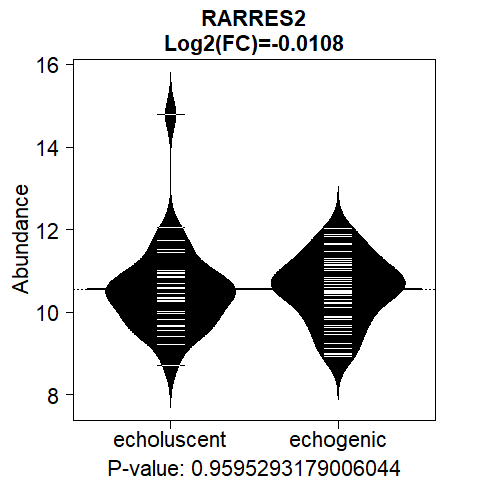 RARRES2
Log2(FC)=-0.0108
16
14
12
10
8
Abundance
echoluscent echogenic
P-value: 0.9595293179006044